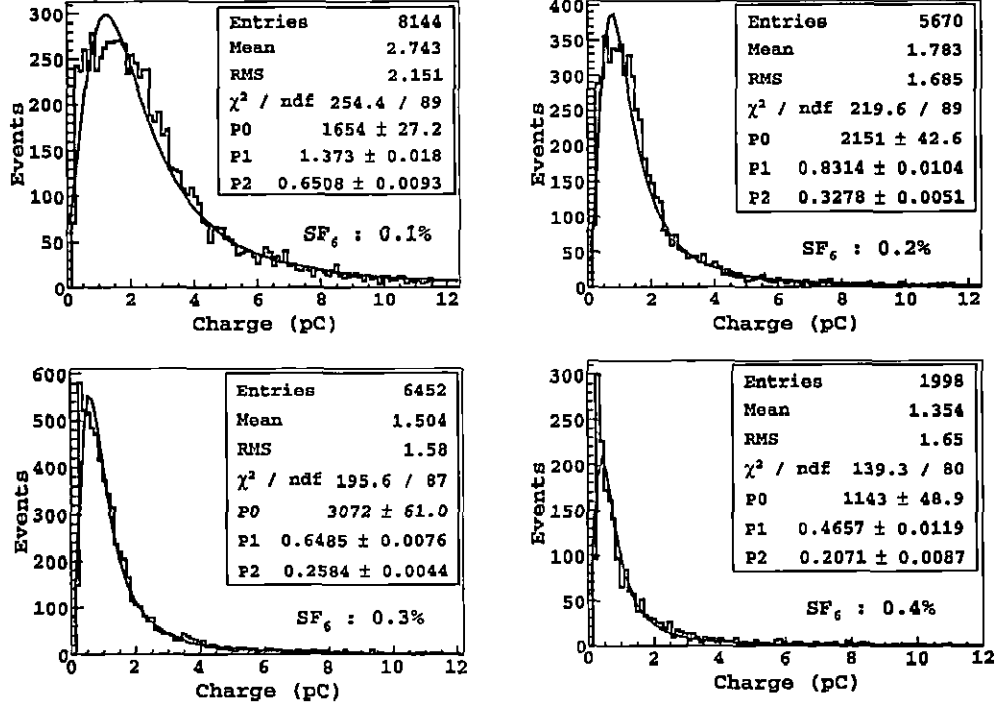 Entries 8144
Mean 2.743
RMS 2.151
χ² / ndf 254.4 / 89
P0 1654 ± 27.2
P1 1.373 ± 0.018
P2 0.6508 ± 0.0093
SF₆ : 0.1%
Events
300
250
200
150
100
50
0
0 2 4 6 8 10 12
Charge (pC)
Entries 5670
Mean 1.783
RMS 1.685
χ² / ndf 219.6 / 89
P0 2151 ± 42.6
P1 0.8314 ± 0.0104
P2 0.3278 ± 0.0051
SF₆ : 0.2%
Events
400
350
300
250
200
150
100
50
0
0 2 4 6 8 10 12
Charge (pC)
Entries 6452
Mean 1.504
RMS 1.58
χ² / ndf 195.6 / 87
P0 3072 ± 61.0
P1 0.6485 ± 0.0076
P2 0.2584 ± 0.0044
SF₆ : 0.3%
Events
600
500
400
300
200
100
0
0 2 4 6 8 10 12
Charge (pC)
Entries 1998
Mean 1.354
RMS 1.65
χ² / ndf 139.3 / 80
P0 1143 ± 48.9
P1 0.4657 ± 0.0119
P2 0.2071 ± 0.0087
SF₆ : 0.4%
Events
300
250
200
150
100
50
0
0 2 4 6 8 10 12
Charge (pC)